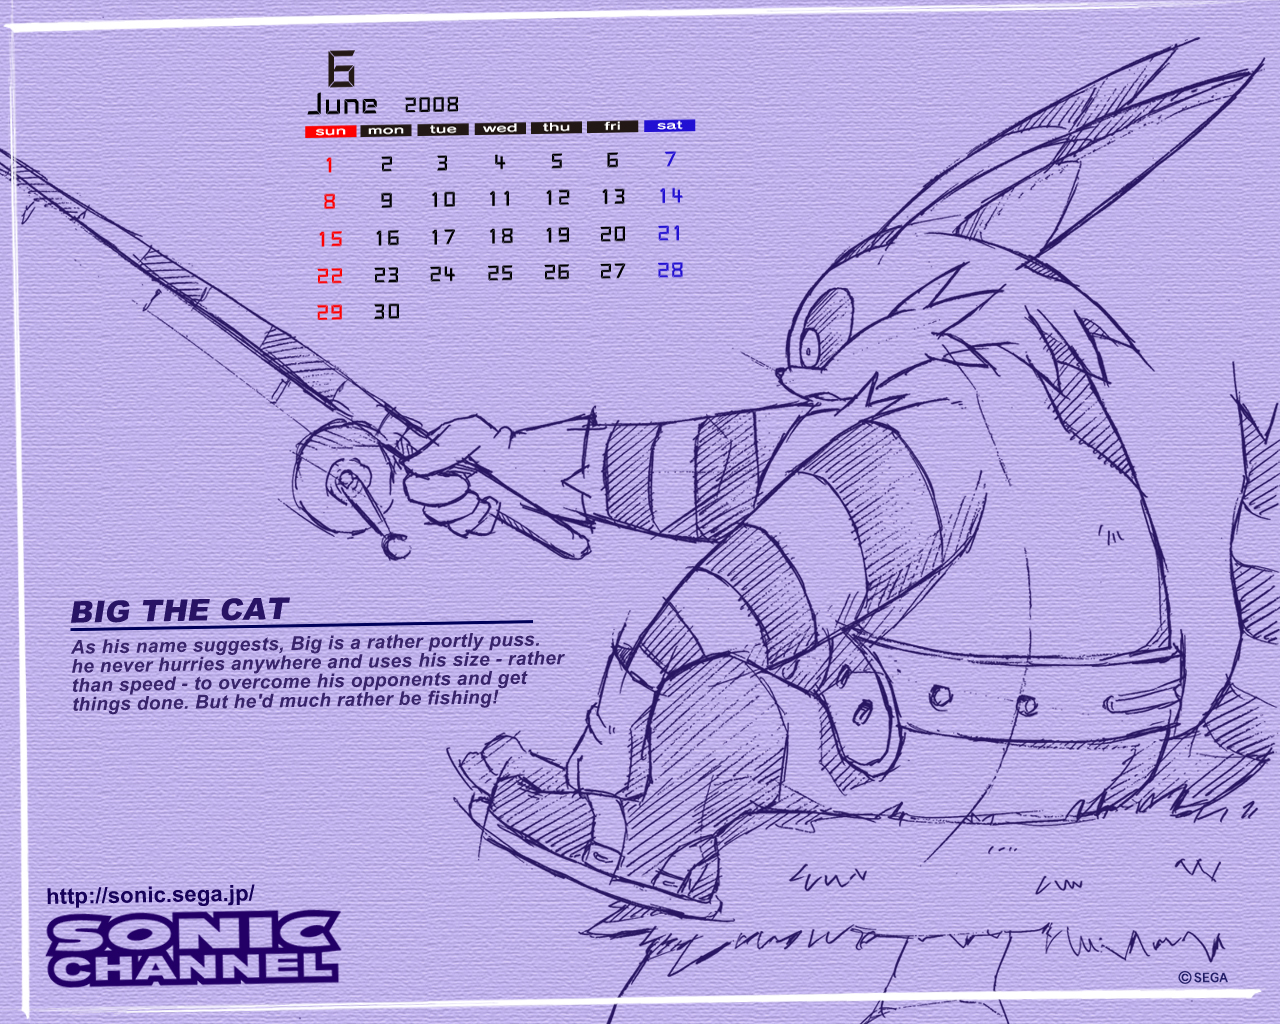 6
June 2008
sun mon tue wed thu fri sat
1 2 3 4 5 6 7
8 9 10 11 12 13 14
15 16 17 18 19 20 21
22 23 24 25 26 27 28
29 30
BIG THE CAT
As his name suggests, Big is a rather portly puss.
he never hurries anywhere and uses his size - rather
than speed - to overcome his opponents and get
things done. But he'd much rather be fishing!
http://sonic.sega.jp/
SONIC
CHANNEL
©SEGA